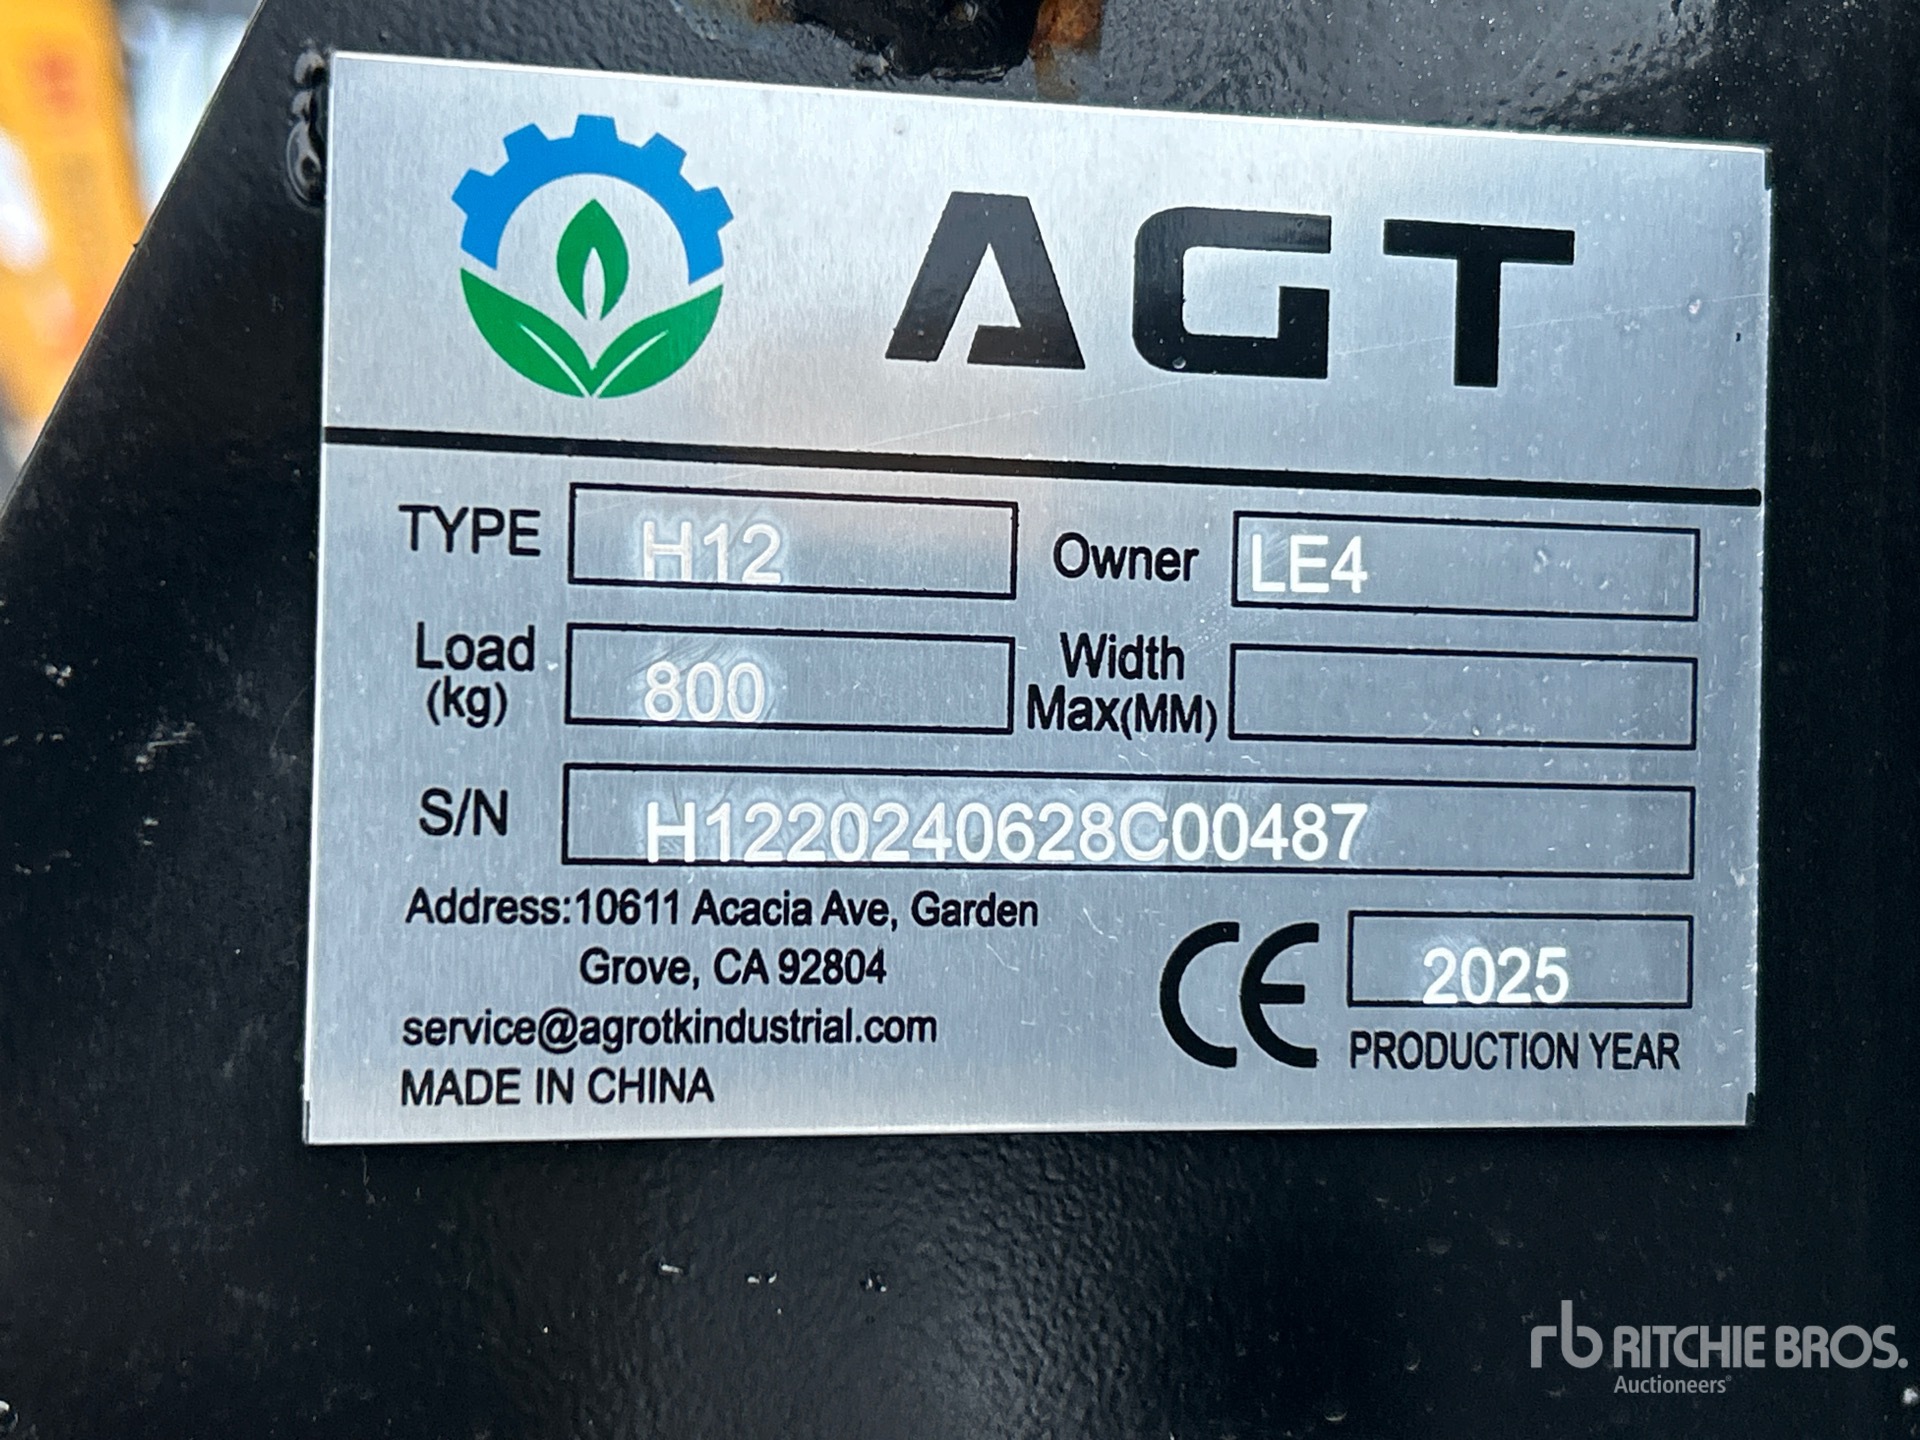 AGT
TYPE H12 Owner LE4
Load (kg) 800 Width Max(MM)
S/N H1220240628C00487
Address:10611 Acacia Ave, Garden
Grove, CA 92804
service@agrotkindustrial.com
MADE IN CHINA
CE 2025
PRODUCTION YEAR
rb RITCHIE BROS.
Auctioneers